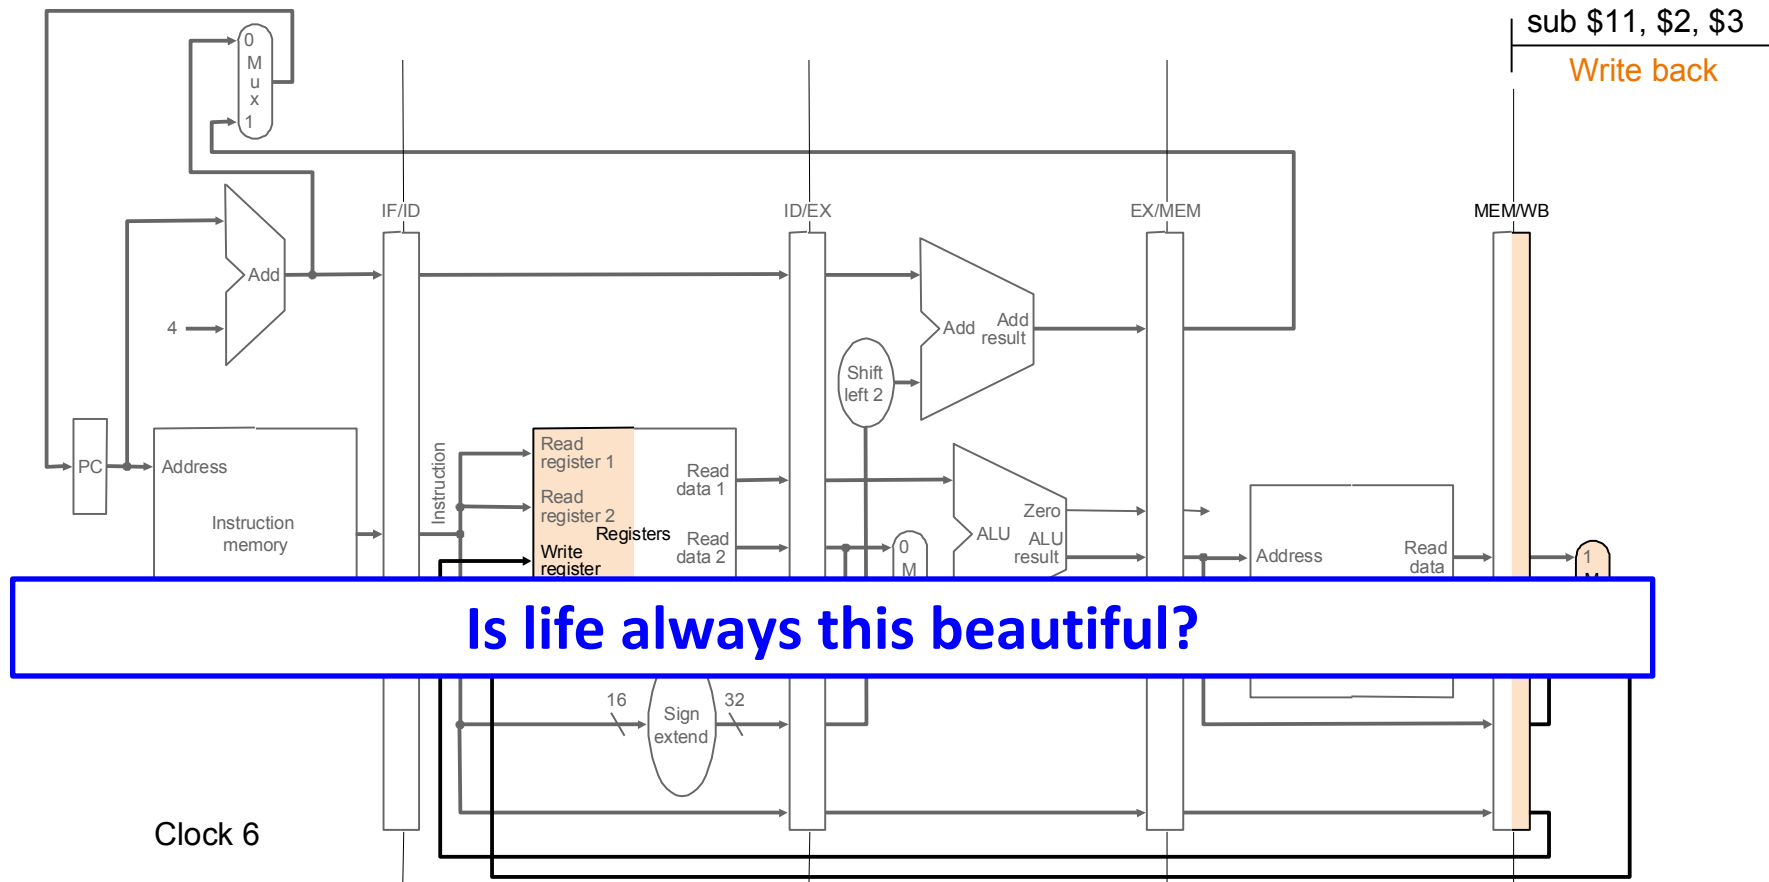 sub $11, $2, $3
Write back
0
M
u
x
1
IF/ID
ID/EX
EX/MEM
MEM/WB
Add
4
Add
Add
result
Shift
left 2
PC
Address
Instruction
memory
Instruction
Read
register 1
Read
register 2
Registers
Write
register
Read
data 1
Read
data 2
0
M
Zero
ALU
ALU
result
Address
Read
data
1
Is life always this beautiful?
16
Sign
extend
32
Clock 6